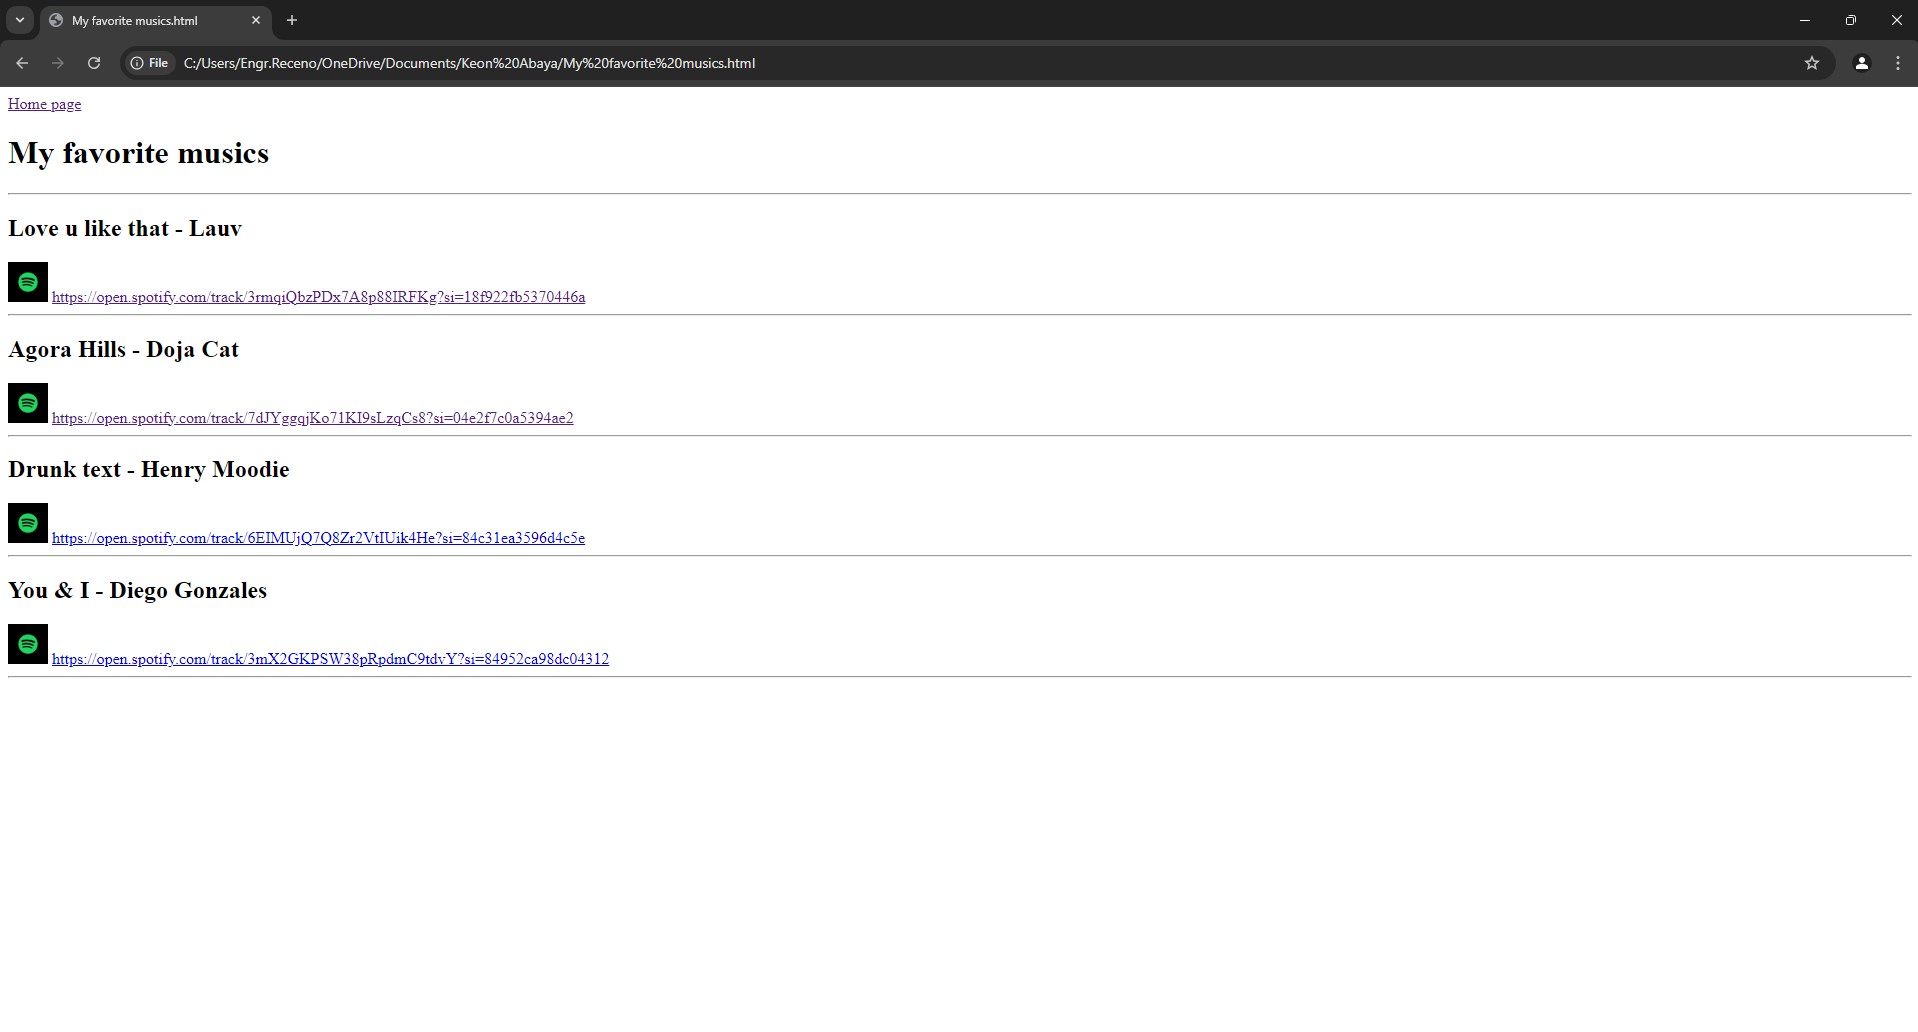 My favorite musics.html
File C:/Users/Engr.Receno/OneDrive/Documents/Keon%20Abaya/My%20favorite%20musics.html
Home page
My favorite musics
Love u like that - Lauv
https://open.spotify.com/track/3rmqiQbzPDx7A8p88IRFKg?si=18f922fb5370446a
Agora Hills - Doja Cat
https://open.spotify.com/track/7dJYggqjKo71KI9sLzqCs8?si=04e2f7c0a5394ae2
Drunk text - Henry Moodie
https://open.spotify.com/track/6EIMUjQ7Q8Zr2VtIUik4He?si=84c31ea3596d4c5e
You & I - Diego Gonzales
https://open.spotify.com/track/3mX2GKPSW38pRpdmC9tdvY?si=84952ca98dc04312